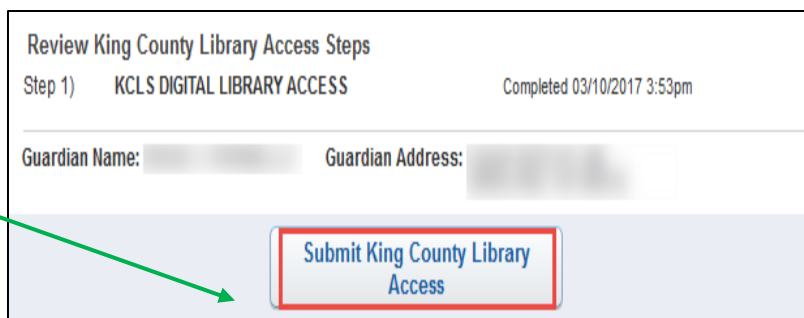 Review King County Library Access Steps
Step 1) KCLS DIGITAL LIBRARY ACCESS Completed 03/10/2017 3:53pm
Guardian Name: Guardian Address:
Submit King County Library
Access